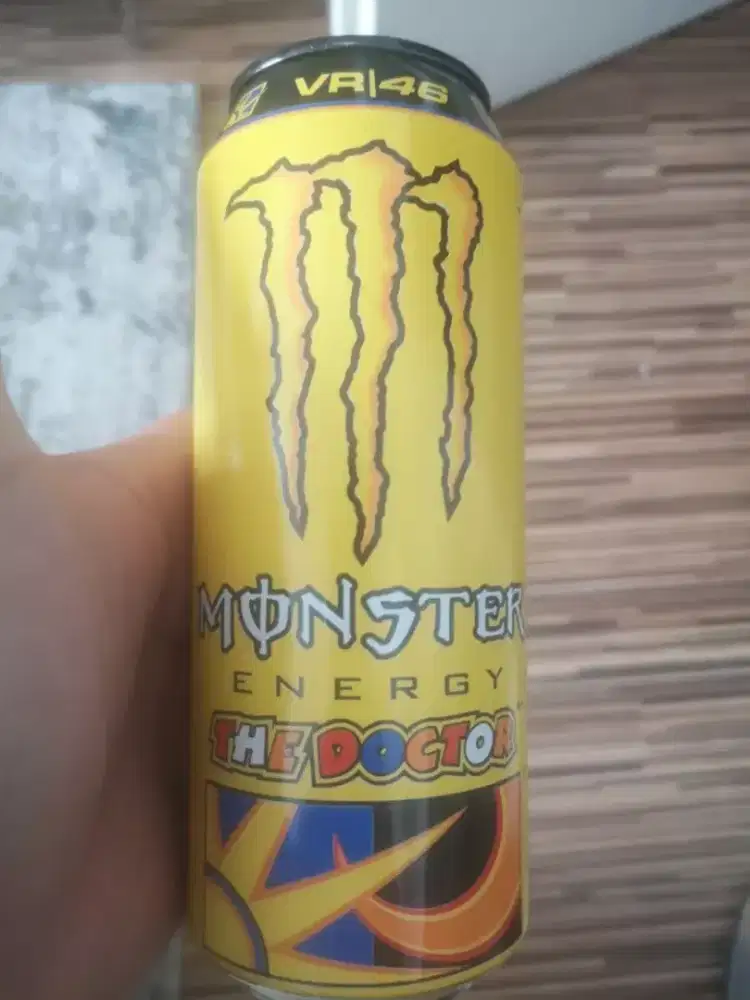 VR|46
MONSTER
ENERGY
THE DOCTOR